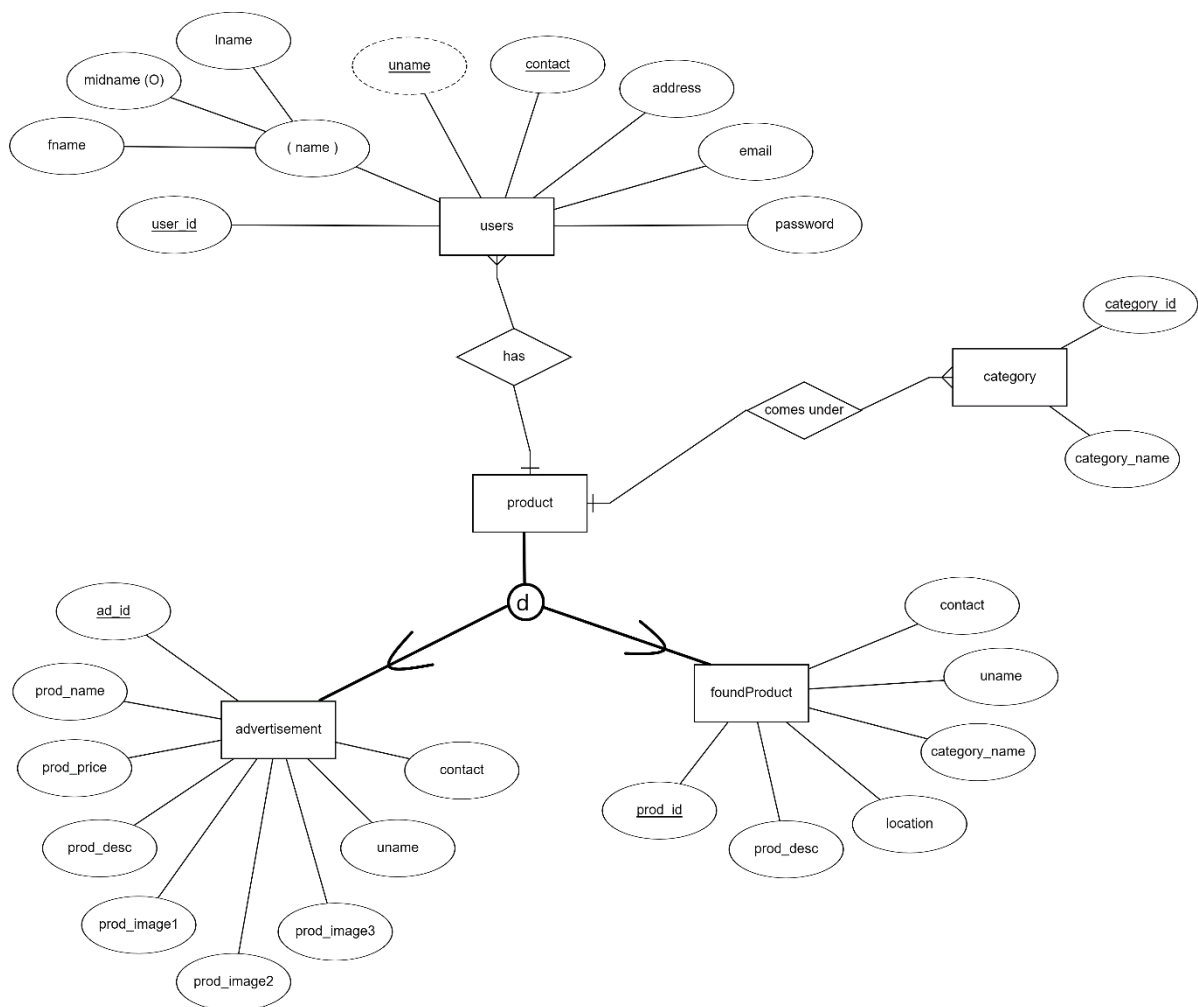 lname
uname
contact
midname (O)
address
fname
( name )
email
user_id
users
password
category_id
has
category
comes under
category_name
product
d
ad_id
contact
prod_name
uname
advertisement
foundProduct
prod_price
contact
category_name
prod_id
location
prod_desc
uname
prod_desc
prod_image1
prod_image3
prod_image2